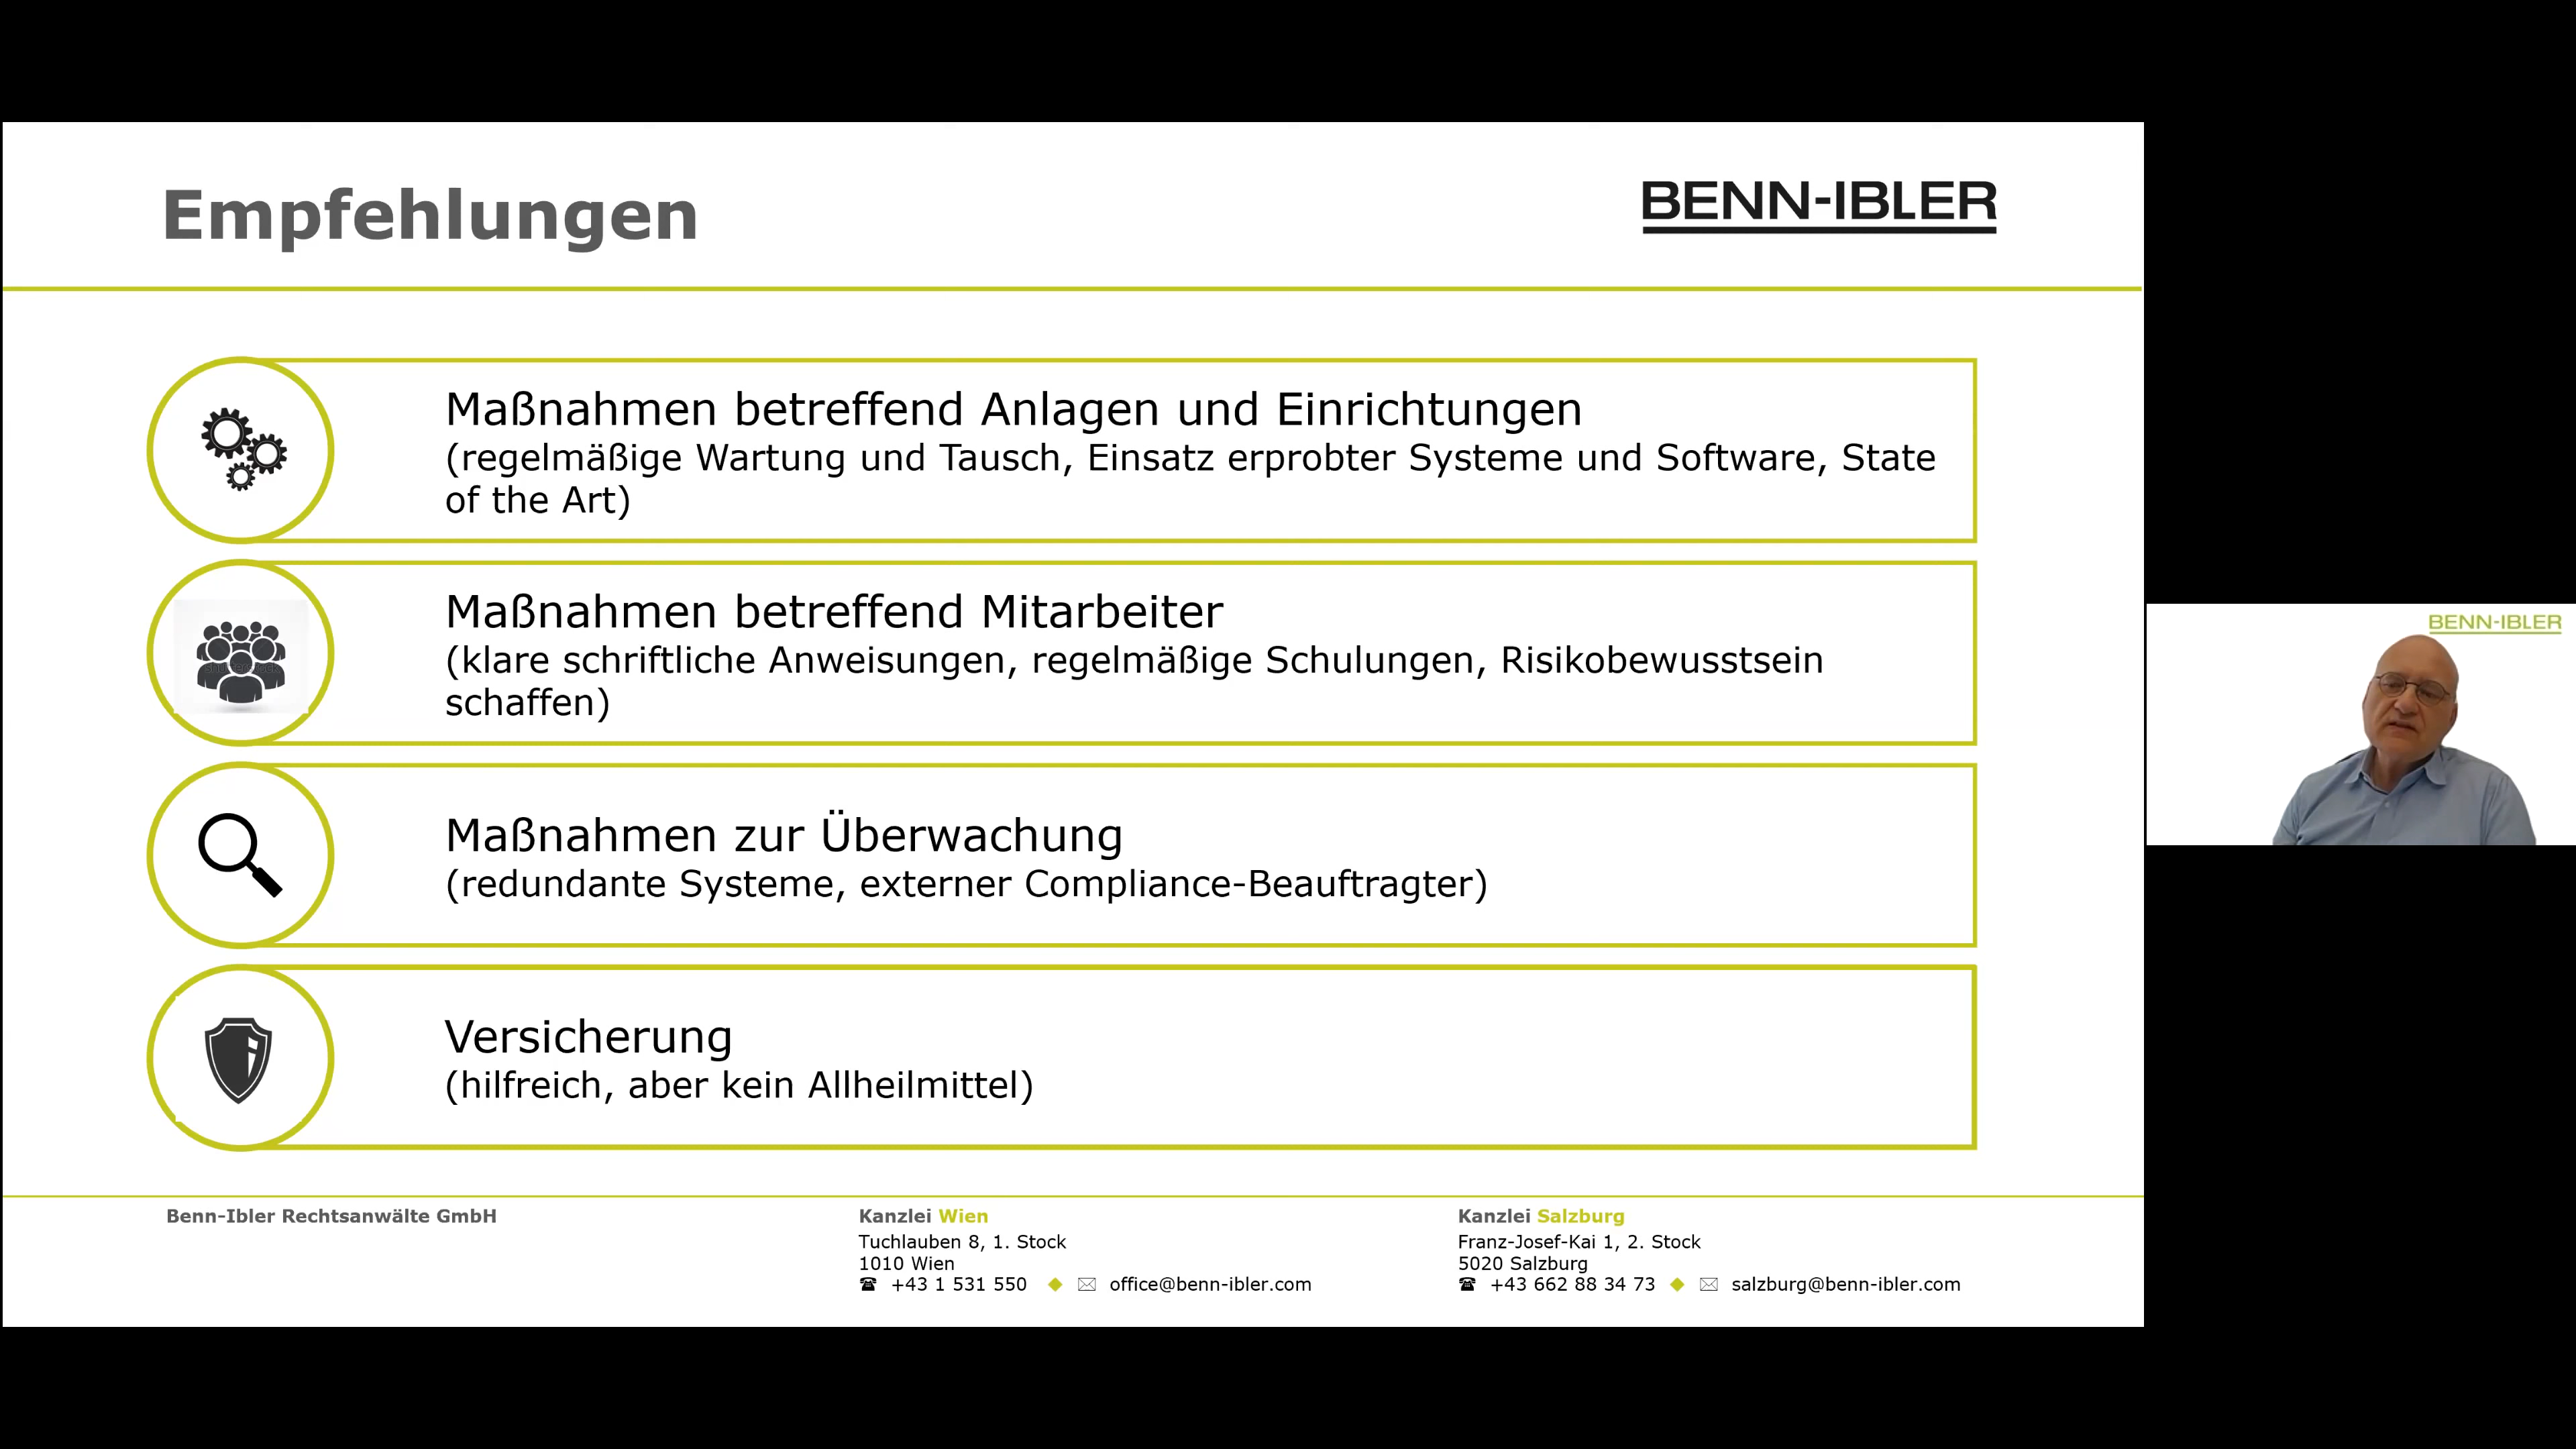 Empfehlungen
BENN-IBLER
Maßnahmen betreffend Anlagen und Einrichtungen
(regelmäßige Wartung und Tausch, Einsatz erprobter Systeme und Software, State
of the Art)
Maßnahmen betreffend Mitarbeiter
(klare schriftliche Anweisungen, regelmäßige Schulungen, Risikobewusstsein
schaffen)
Maßnahmen zur Überwachung
(redundante Systeme, externer Compliance-Beauftragter)
Versicherung
(hilfreich, aber kein Allheilmittel)
Benn-Ibler Rechtsanwälte GmbH
Kanzlei Wien
Tuchlauben 8, 1. Stock
1010 Wien
☎ +43 1 531 550 ◆ ✉ office@benn-ibler.com
Kanzlei Salzburg
Franz-Josef-Kai 1, 2. Stock
5020 Salzburg
☎ +43 662 88 34 73 ◆ ✉ salzburg@benn-ibler.com
BENN-IBLER